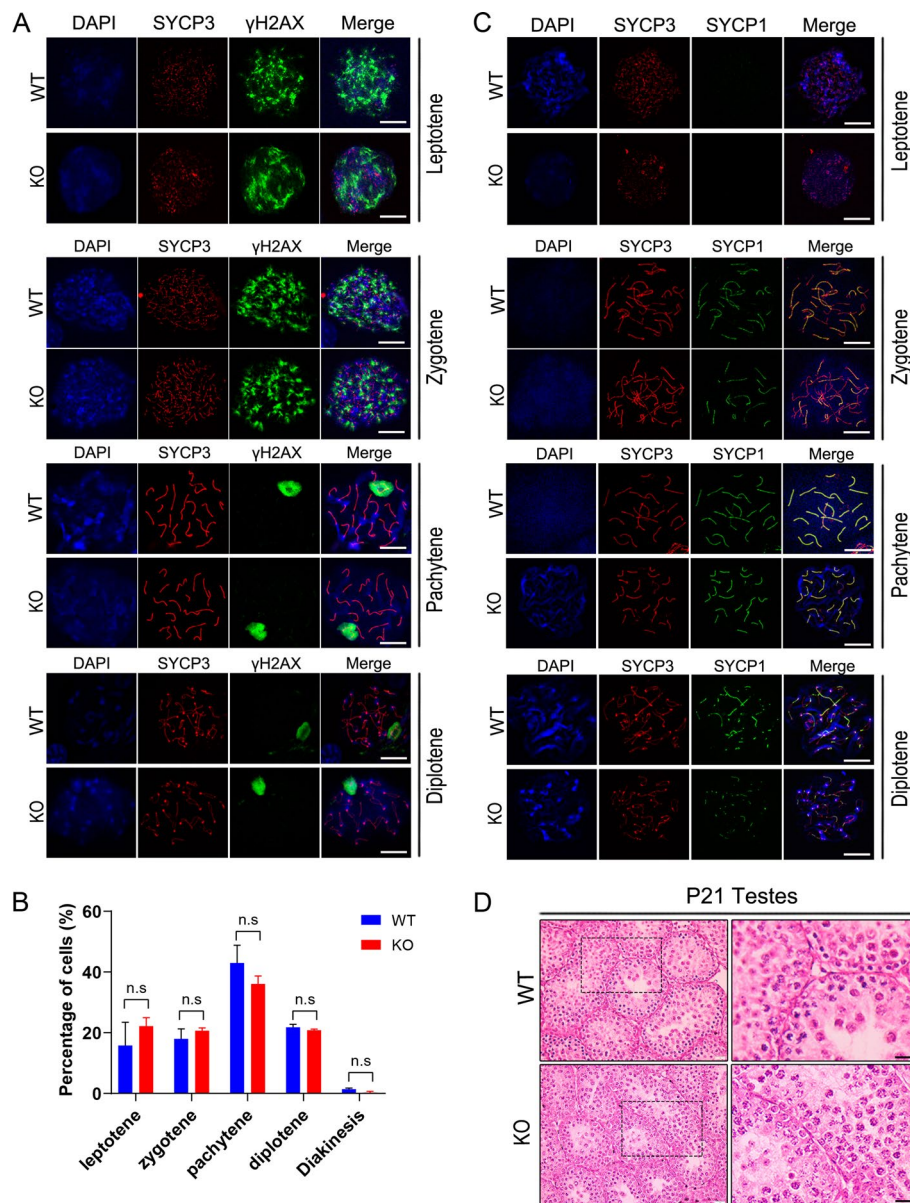 A
DAPI SYCP3 γH2AX Merge
WT
KO
Leptotene
DAPI SYCP3 γH2AX Merge
WT
KO
Zygotene
DAPI SYCP3 γH2AX Merge
WT
KO
Pachytene
DAPI SYCP3 γH2AX Merge
WT
KO
Diplotene
C
DAPI SYCP3 SYCP1 Merge
WT
KO
Leptotene
DAPI SYCP3 SYCP1 Merge
WT
KO
Zygotene
DAPI SYCP3 SYCP1 Merge
WT
KO
Pachytene
DAPI SYCP3 SYCP1 Merge
WT
KO
Diplotene
B
Percentage of cells (%)
60
40
20
0
n.s
n.s
n.s
n.s
n.s
WT
KO
leptotene
zygotene
pachytene
diplotene
Diakinesis
D
P21 Testes
WT
KO